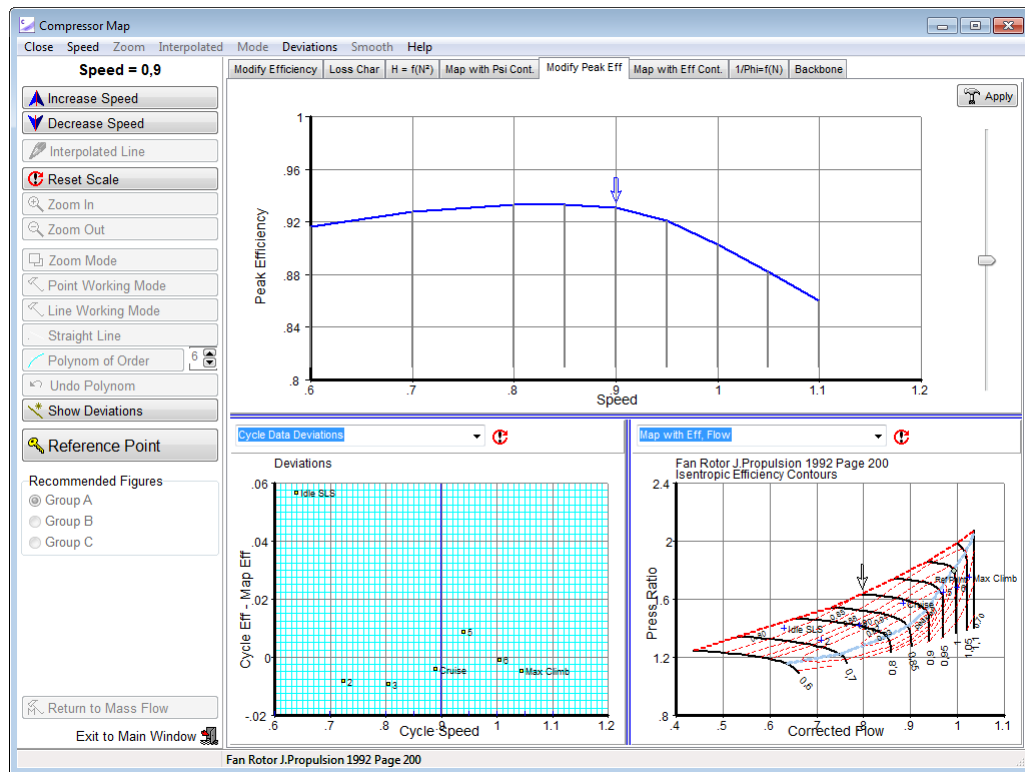 Compressor Map
Close Speed Zoom Interpolated Mode Deviations Smooth Help
Speed = 0,9
Increase Speed
Decrease Speed
Interpolated Line
Reset Scale
Zoom In
Zoom Out
Zoom Mode
Point Working Mode
Line Working Mode
Straight Line
Polynom of Order 6
Undo Polynom
Show Deviations
Reference Point
Recommended Figures
Group A
Group B
Group C
Return to Mass Flow
Exit to Main Window
Modify Efficiency Loss Char H = f(N²) Map with Psi Cont. Modify Peak Eff Map with Eff Cont. 1/Phi=f(N) Backbone
Apply
Peak Efficiency
1
.96
.92
.88
.84
.8
.6 .7 .8 .9 1 1.1 1.2
Speed
Cycle Data Deviations
Deviations
Cycle Eff - Map Eff
.06
.04
.02
0
-.02
Idle SLS
5
6
Cruise
Max Climb
2
3
.6 .7 .8 .9 1 1.1 1.2
Cycle Speed
Map with Eff, Flow
Fan Rotor J.Propulsion 1992 Page 200
Isentropic Efficiency Contours
Press Ratio
2.4
2
1.6
1.2
.8
Max Climb
Cruise
Idle SLS
2
0.6
0.7
0.8
0.85
0.9
0.95
1
1.05
1.1
.4 .5 .6 .7 .8 .9 1 1.1
Corrected Flow
Fan Rotor J.Propulsion 1992 Page 200